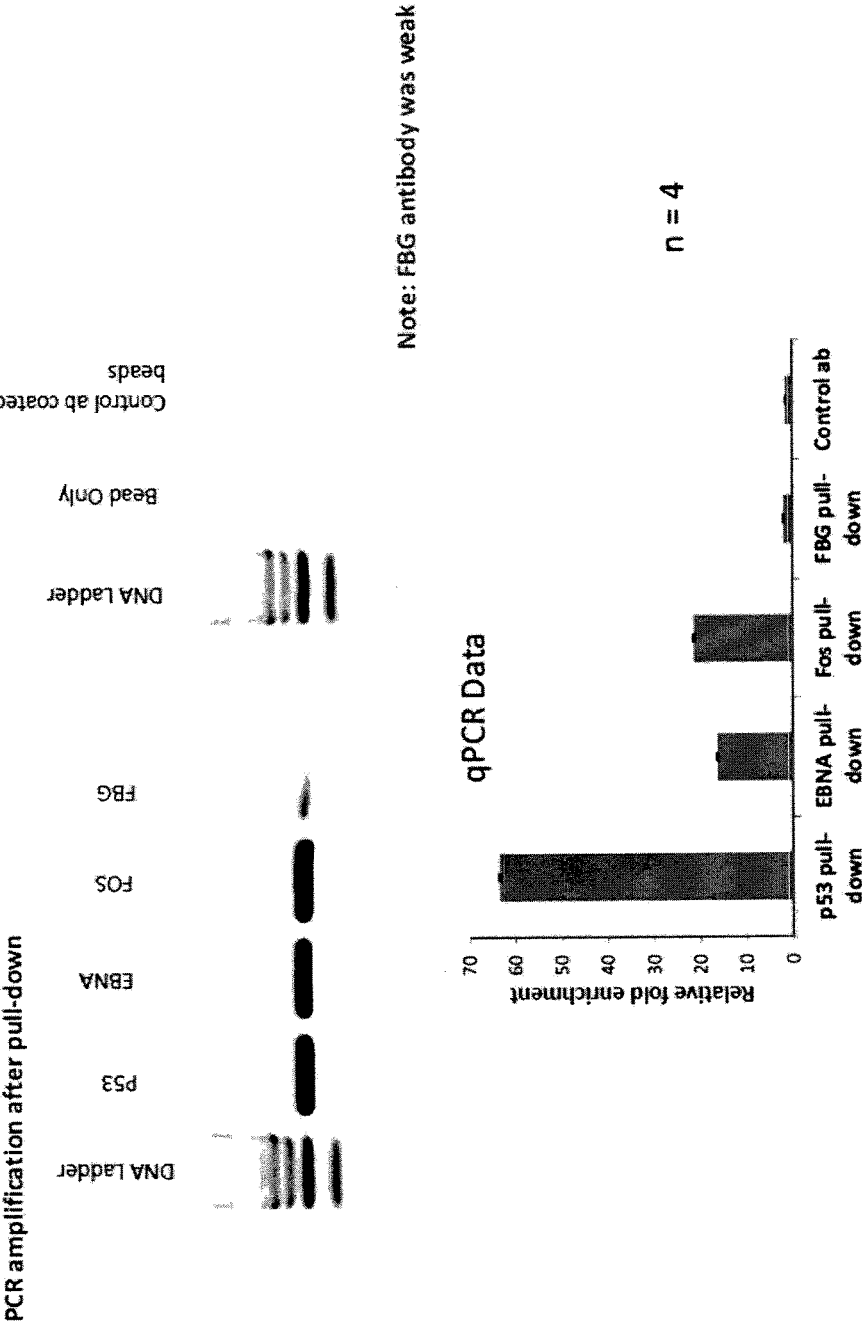 PCR amplification after pull-down
DNA Ladder
P53
EBNA
FOS
FBG
DNA Ladder
Bead Only
Control ab coated
beads
Note: FBG antibody was weak
qPCR Data
n = 4
Relative fold enrichment
70
60
50
40
30
20
10
0
p53 pull-
down
EBNA pull-
down
Fos pull-
down
FBG pull-
down
Control ab